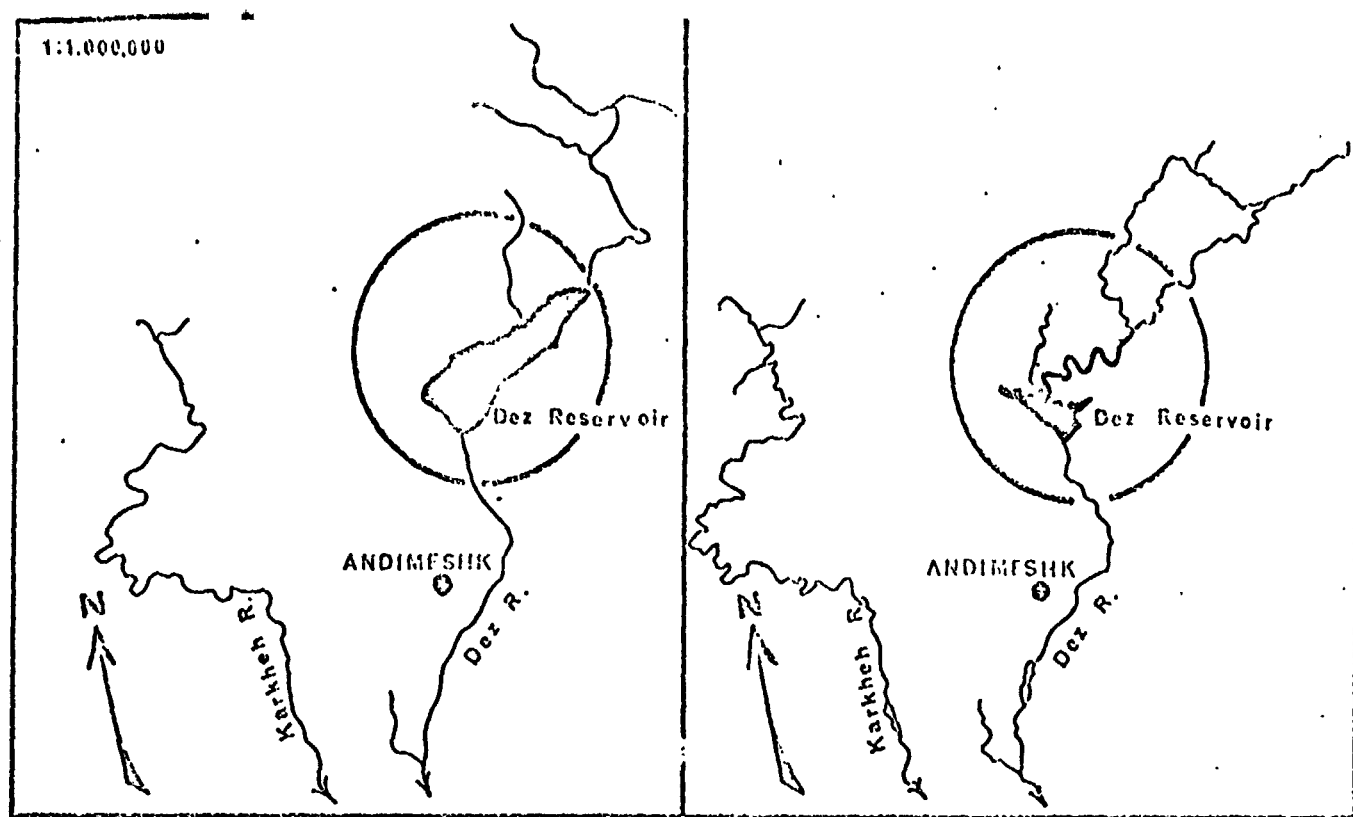 1:1.000,000
Dez Reservoir
ANDIMESHK
N
Karkheh R.
Dez R.
Dez Reservoir
ANDIMESHK
N
Karkheh R.
Dez R.